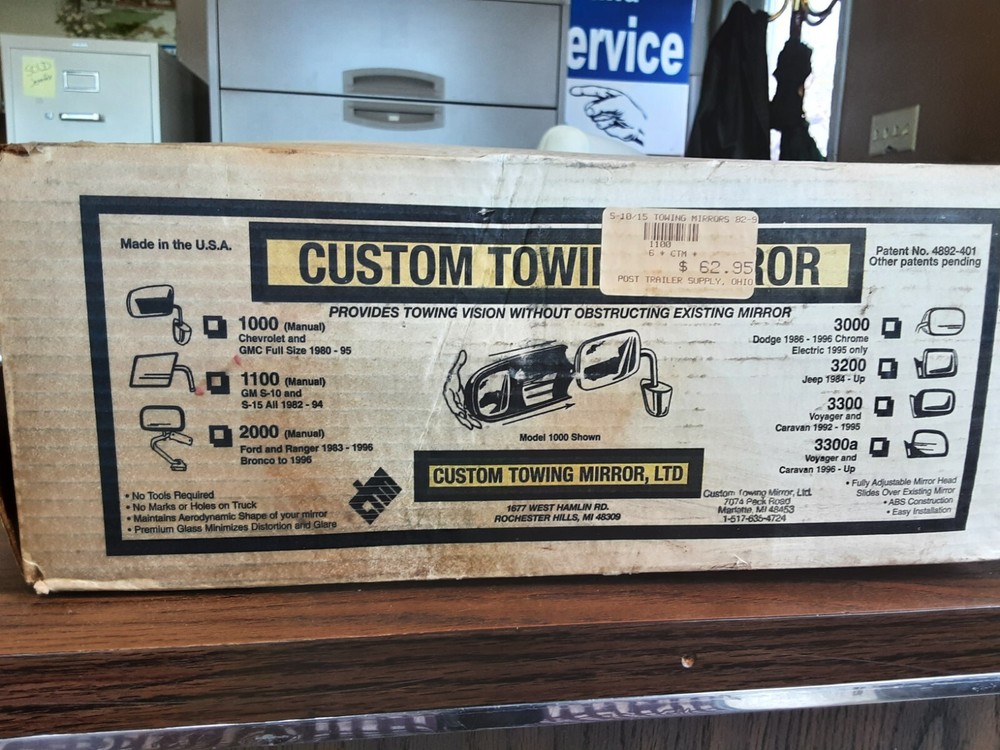 SOLD
ervice
5-10/15 TOWING MIRRORS B2-9
1100
6 + CTM +
$ 62.95
POST TRAILER SUPPLY, OHIO
Made in the U.S.A.
CUSTOM TOWI ROR
Patent No. 4892-401
Other patents pending
PROVIDES TOWING VISION WITHOUT OBSTRUCTING EXISTING MIRROR
1000 (Manual)
Chevrolet and
GMC Full Size 1980 - 95
1100 (Manual)
GM S-10 and
S-15 All 1982 - 94
2000 (Manual)
Ford and Ranger 1983 - 1996
Bronco to 1996
Model 1000 Shown
3000
Dodge 1986 - 1996 Chrome
Electric 1995 only
3200
Jeep 1984 - Up
3300
Voyager and
Caravan 1992 - 1995
3300a
Voyager and
Caravan 1996 - Up
• No Tools Required
• No Marks or Holes on Truck
• Maintains Aerodynamic Shape of your mirror
• Premium Glass Minimizes Distortion and Glare
CTM
CUSTOM TOWING MIRROR, LTD
1677 WEST HAMLIN RD.
ROCHESTER HILLS, MI 48309
Custom Towing Mirror, Ltd.
7074 Peck Road
Marlette, MI 48453
1-517-635-4724
• Fully Adjustable Mirror Head
Slides Over Existing Mirror
• ABS Construction
• Easy Installation